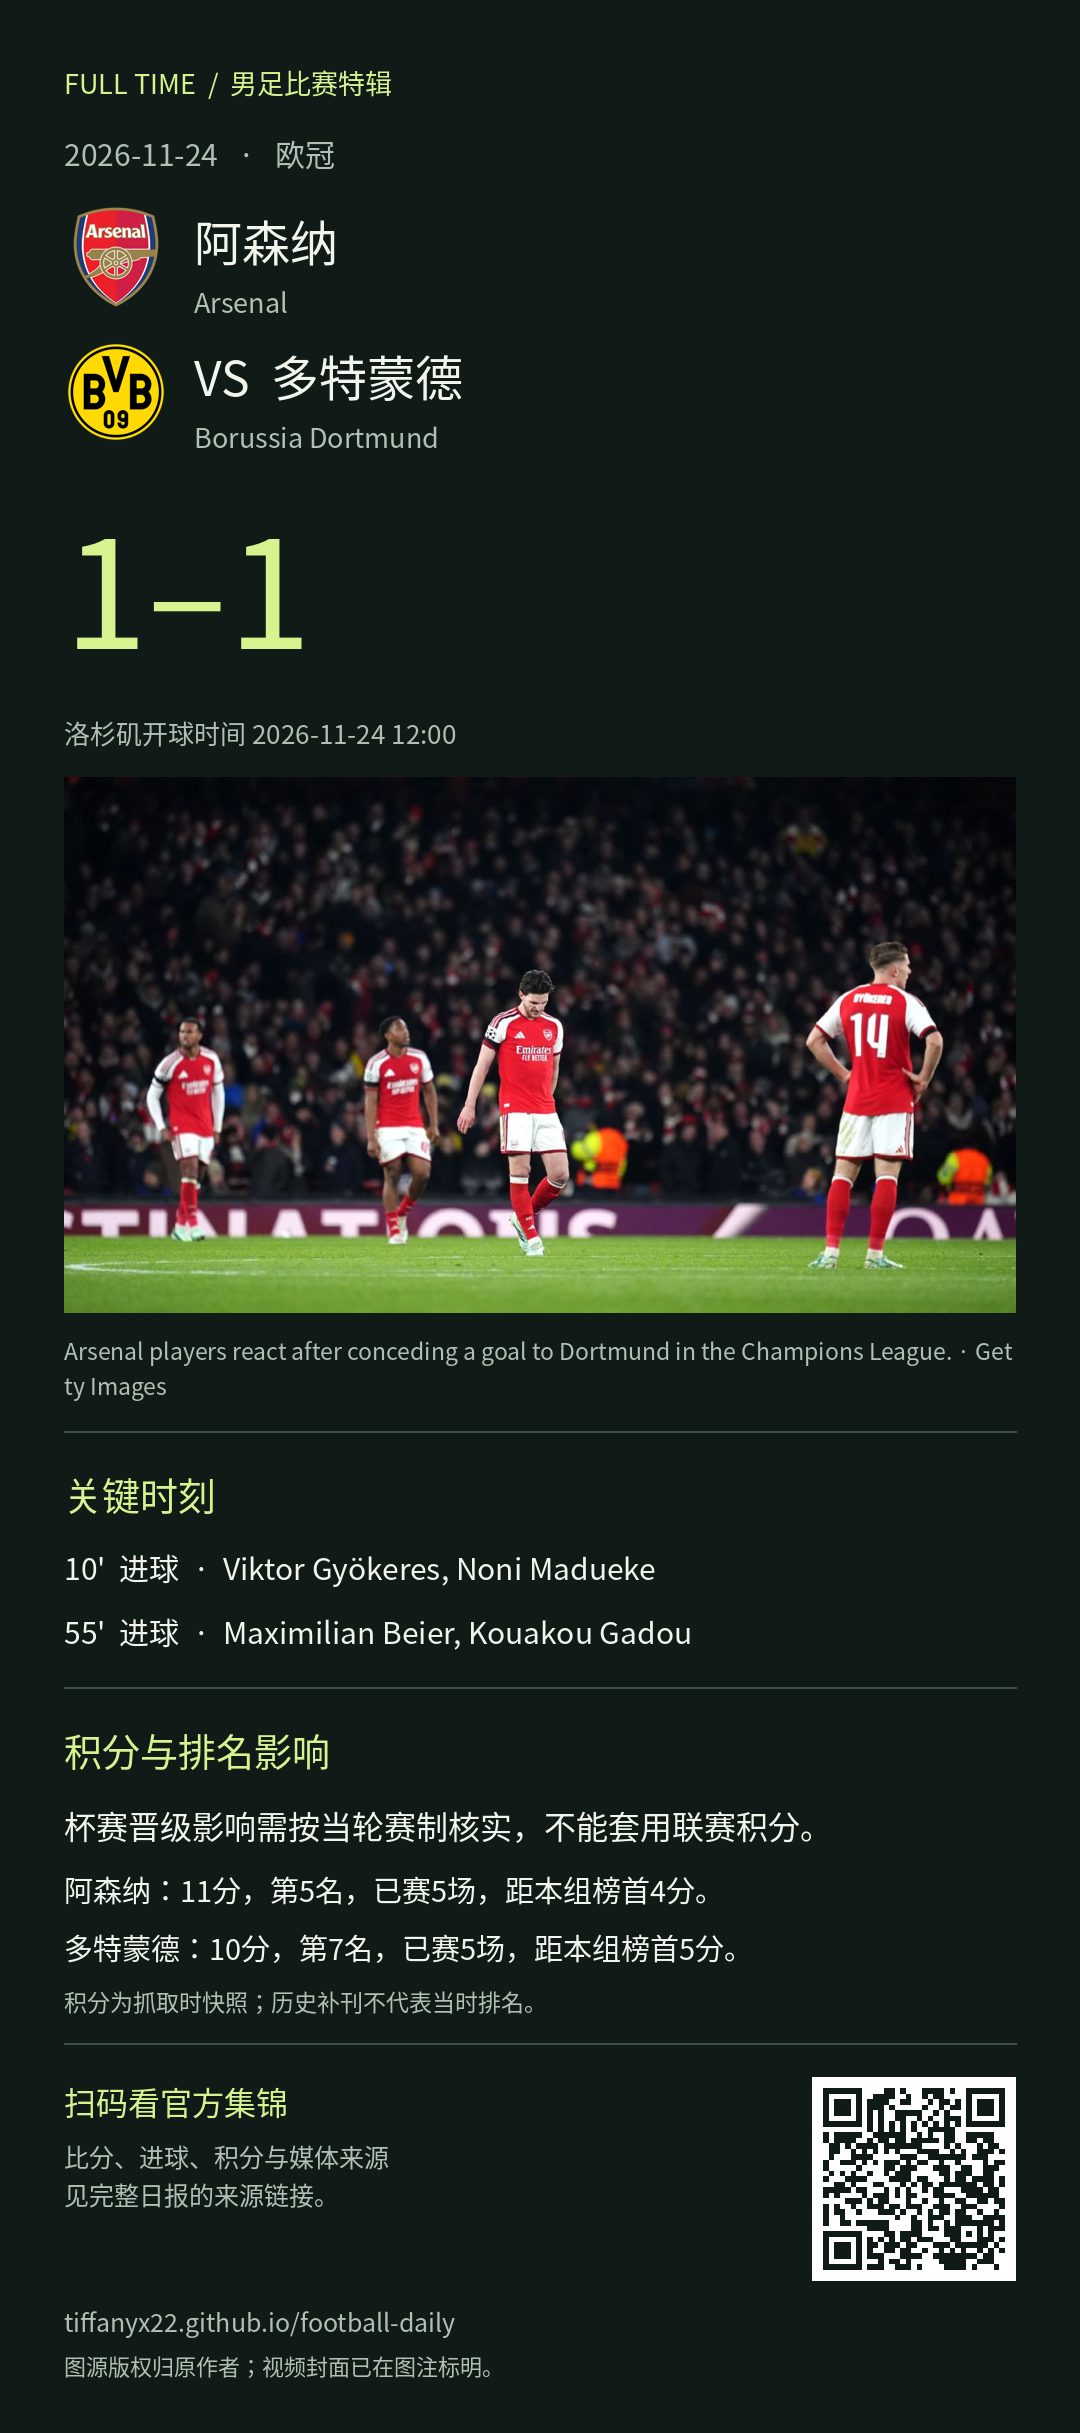 FULL TIME / 男足比赛特辑
2026-11-24 · 欧冠
Arsenal
阿森纳
Arsenal
BVB
09
VS 多特蒙德
Borussia Dortmund
1–1
洛杉矶开球时间 2026-11-24 12:00
GYÖKERES
14
Emirates
FLY BETTER
Arsenal players react after conceding a goal to Dortmund in the Champions League. · Get
ty Images
关键时刻
10' 进球 · Viktor Gyökeres, Noni Madueke
55' 进球 · Maximilian Beier, Kouakou Gadou
积分与排名影响
杯赛晋级影响需按当轮赛制核实，不能套用联赛积分。
阿森纳：11分，第5名，已赛5场，距本组榜首4分。
多特蒙德：10分，第7名，已赛5场，距本组榜首5分。
积分为抓取时快照；历史补刊不代表当时排名。
扫码看官方集锦
比分、进球、积分与媒体来源
见完整日报的来源链接。
tiffanyx22.github.io/football-daily
图源版权归原作者；视频封面已在图注标明。